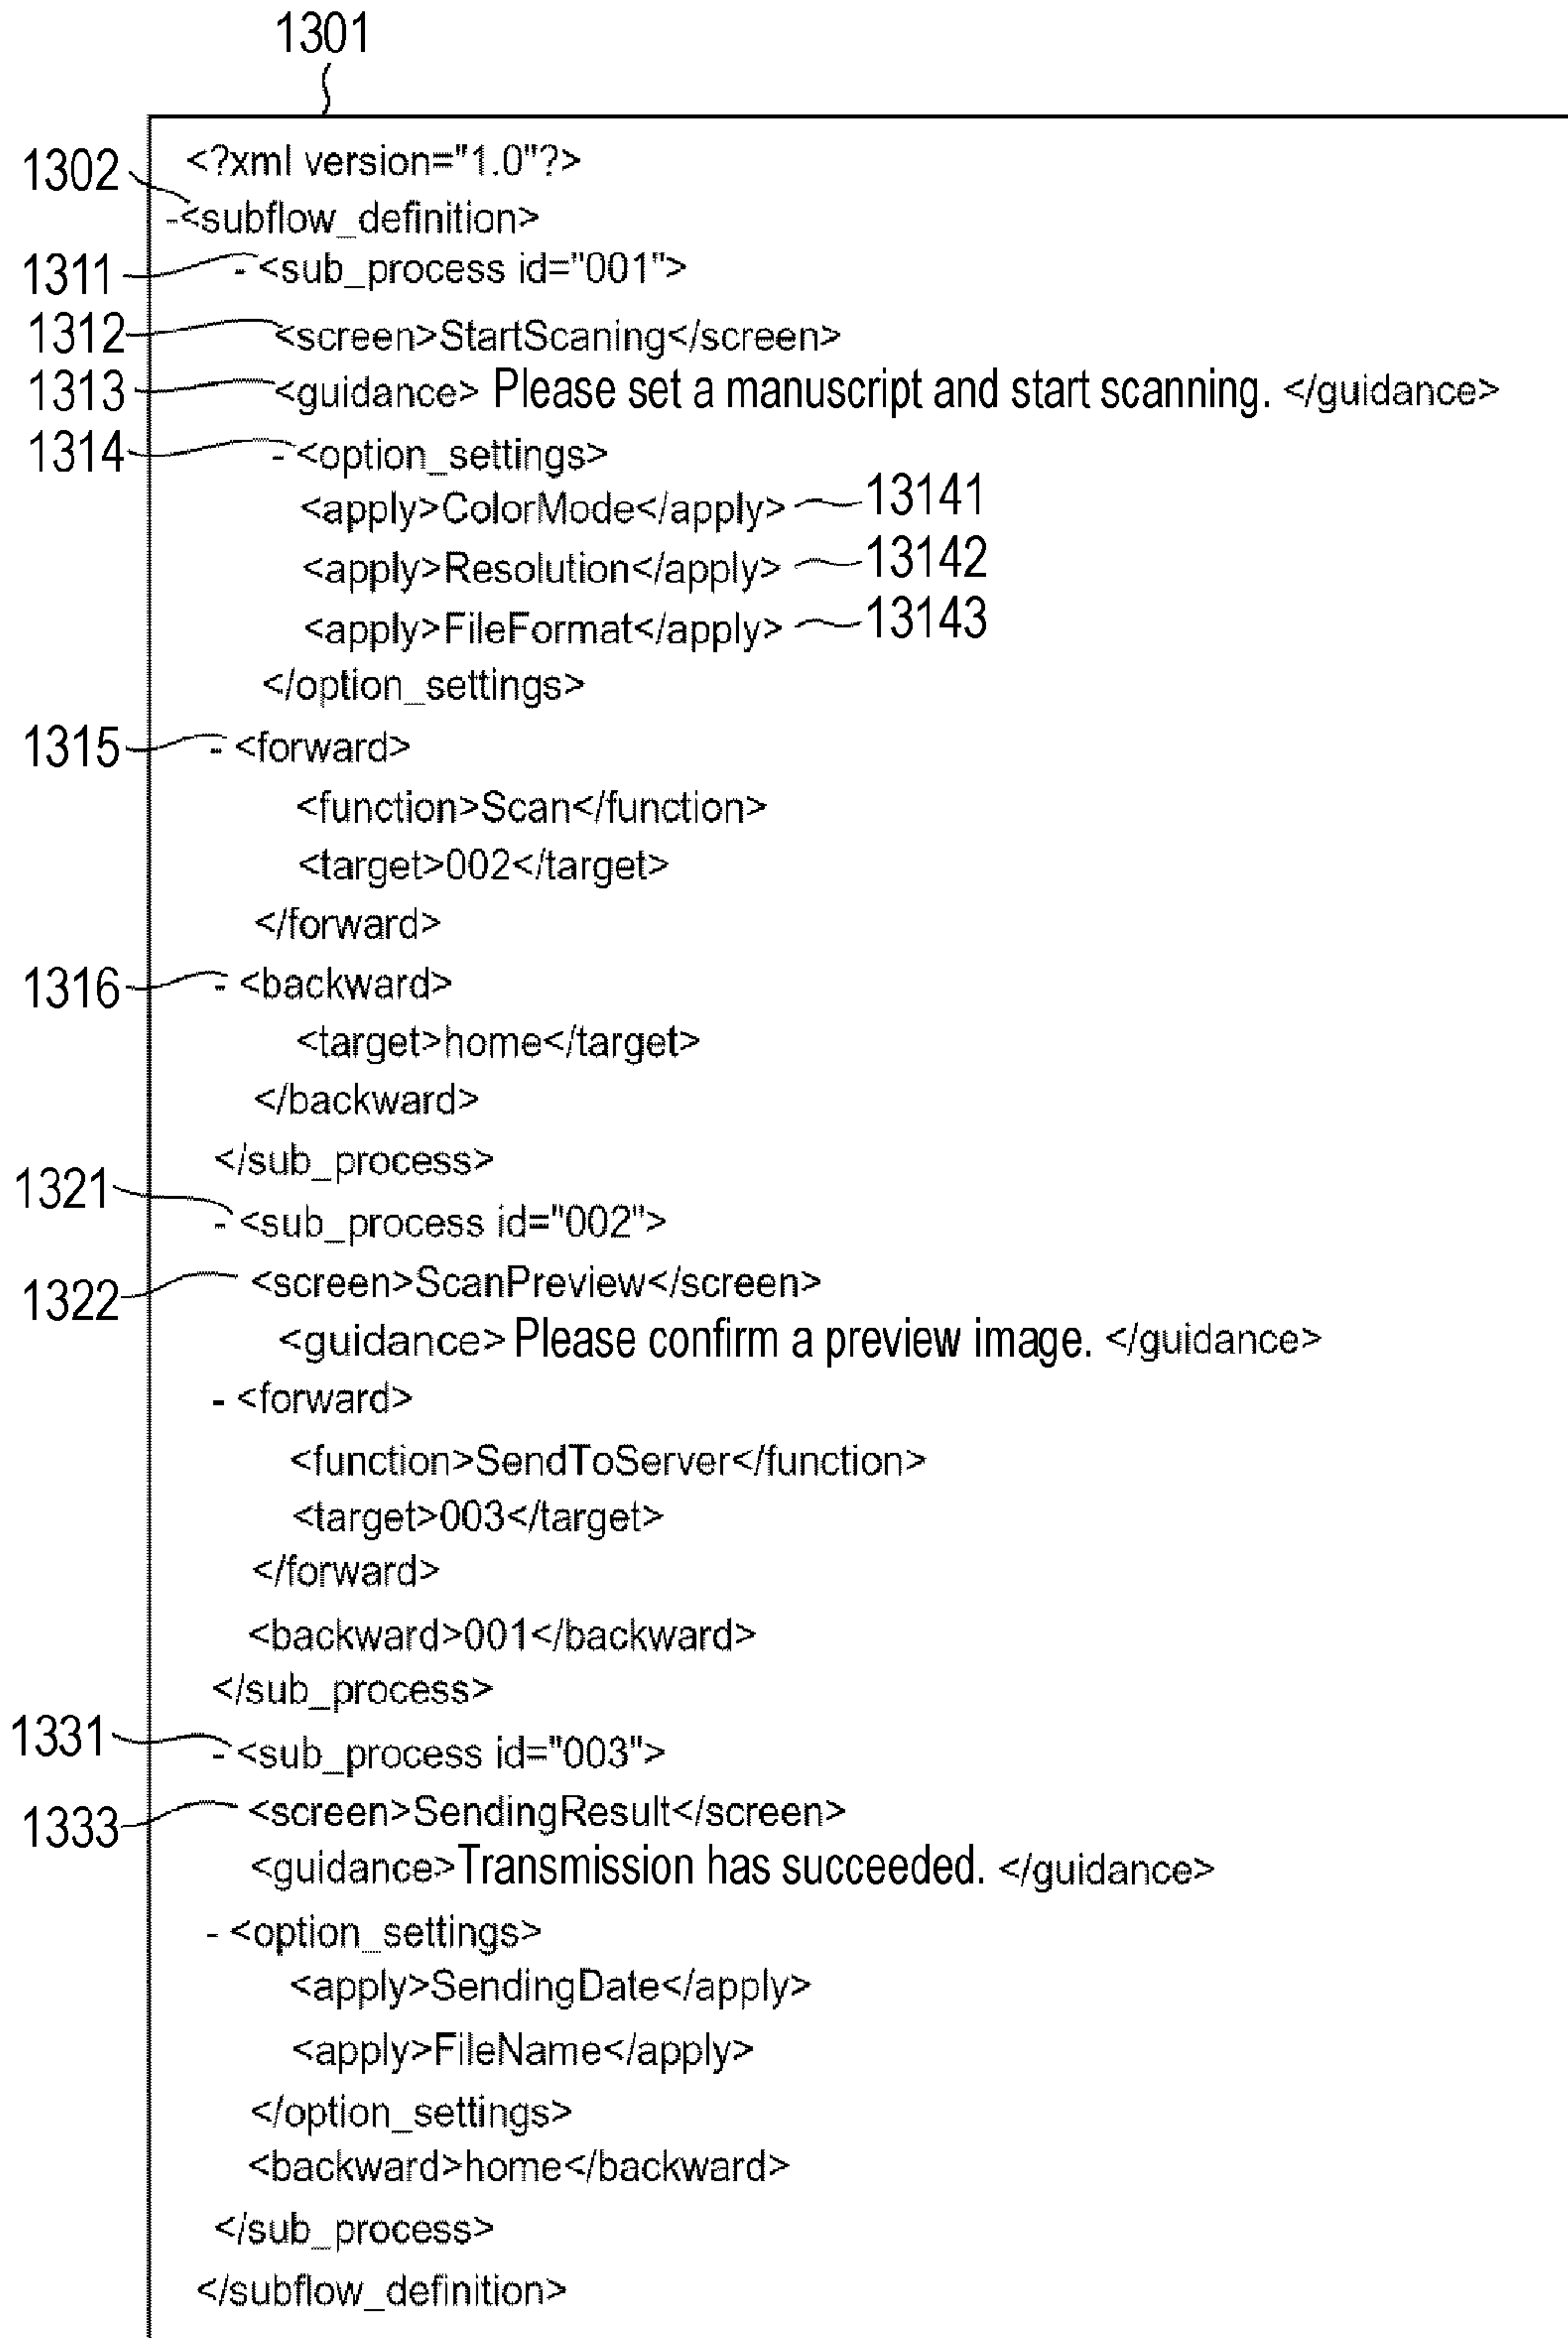 1301
<?xml version="1.0"?>
1302
-<subflow_definition>
1311
- <sub_process id="001">
1312
<screen>StartScaning</screen>
1313
<guidance> Please set a manuscript and start scanning. </guidance>
1314
- <option_settings>
<apply>ColorMode</apply>
13141
<apply>Resolution</apply>
13142
<apply>FileFormat</apply>
13143
</option_settings>
1315
- <forward>
<function>Scan</function>
<target>002</target>
</forward>
1316
- <backward>
<target>home</target>
</backward>
</sub_process>
1321
- <sub_process id="002">
1322
<screen>ScanPreview</screen>
<guidance> Please confirm a preview image. </guidance>
- <forward>
<function>SendToServer</function>
<target>003</target>
</forward>
<backward>001</backward>
</sub_process>
1331
- <sub_process id="003">
1333
<screen>SendingResult</screen>
<guidance>Transmission has succeeded. </guidance>
- <option_settings>
<apply>SendingDate</apply>
<apply>FileName</apply>
</option_settings>
<backward>home</backward>
</sub_process>
</subflow_definition>